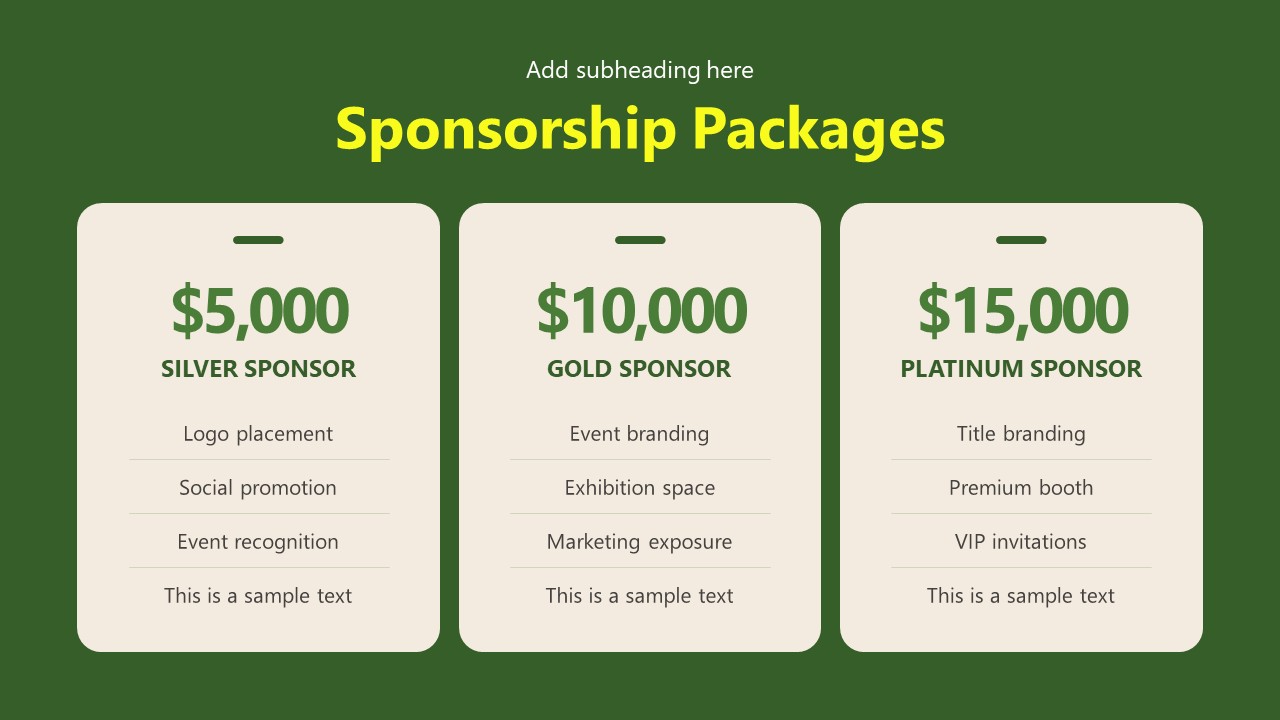 Add subheading here
Sponsorship Packages
$5,000
SILVER SPONSOR
Logo placement
Social promotion
Event recognition
This is a sample text
$10,000
GOLD SPONSOR
Event branding
Exhibition space
Marketing exposure
This is a sample text
$15,000
PLATINUM SPONSOR
Title branding
Premium booth
VIP invitations
This is a sample text